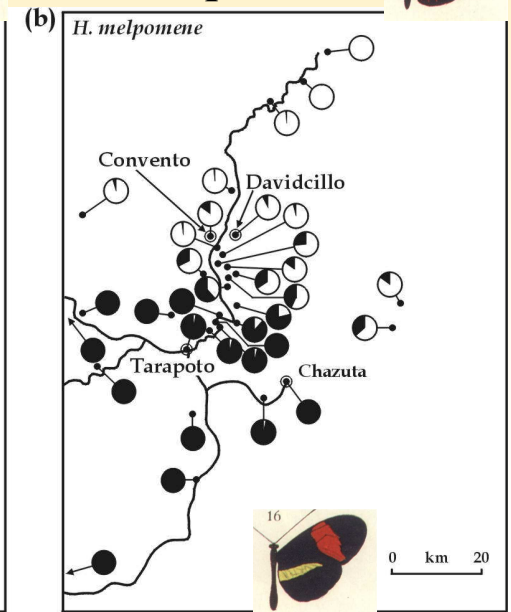 (b)
H. melpomene
Convento
Davidcillo
Tarapoto
Chazuta
16
0 km 20